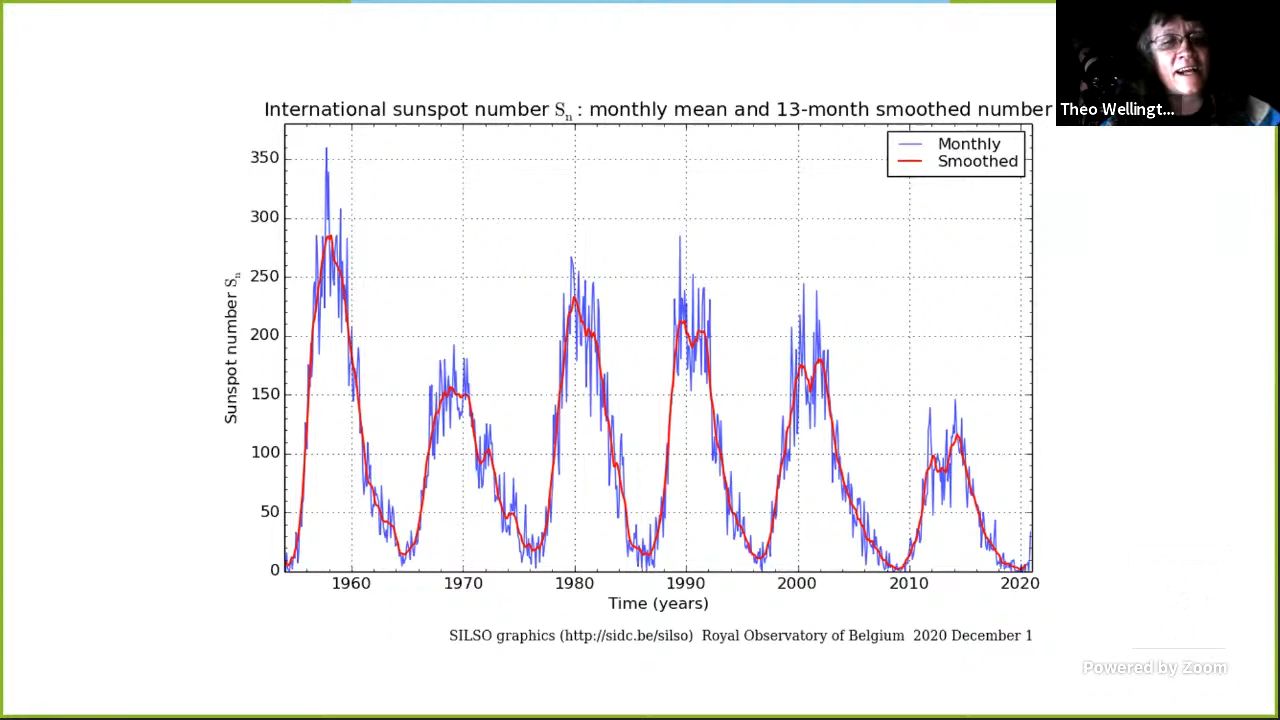 Theo Wellingt...
International sunspot number Sn : monthly mean and 13-month smoothed number
Monthly
Smoothed
350
300
250
200
150
100
50
0
Sunspot number Sn
1960 1970 1980 1990 2000 2010 2020
Time (years)
SILSO graphics (http://sidc.be/silso) Royal Observatory of Belgium 2020 December 1
Powered by Zoom